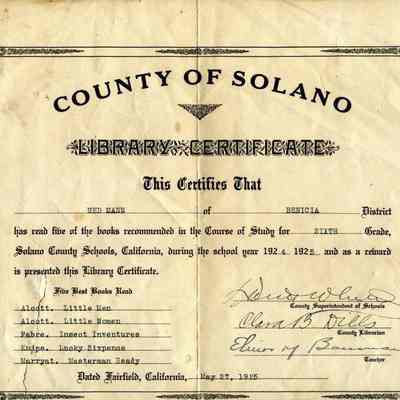 COUNTY OF SOLANO
LIBRARY CERTIFICATE
This Certifies That
of BENICIA District
has read five of the books recommended in the Course of Study for SIXTH Grade,
Solano County Schools, California, during the school year 1924 1925 and as a reward
is presented this Library Certificate.
Five Best Books Read
Alcott. Little Men
Alcott. Little Women
Fabre. Insect Inventures
Lucky Sixpence
Marryat. Masterman Ready
Dated Fairfield, California, May 27, 1925
County Superintendent of Schools
Clara B. Dills
County Librarian
Teacher